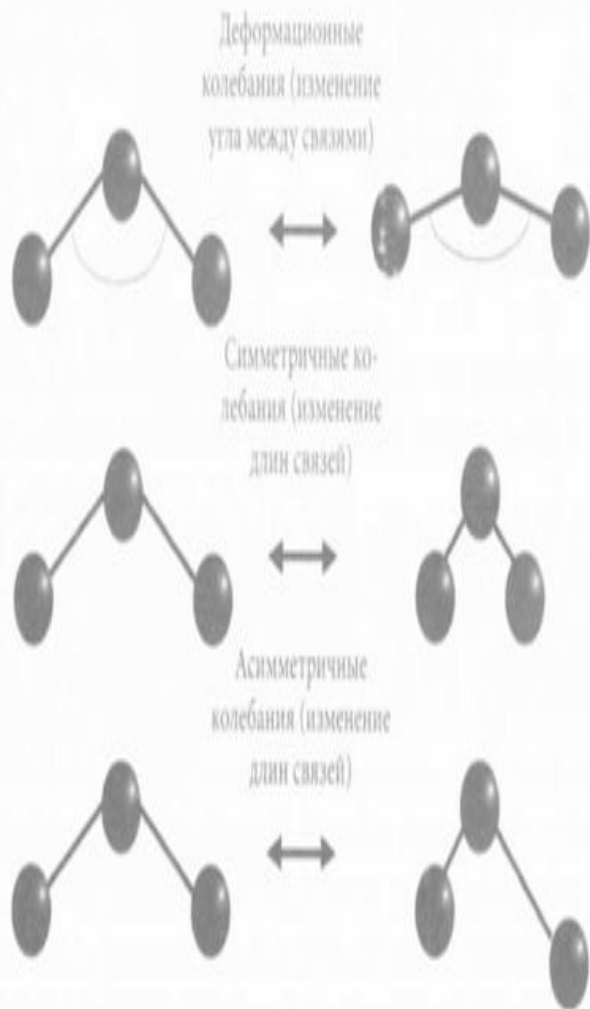 Деформационные
колебания (изменение
угла между связями)
Симметричные ко-
лебания (изменение
длин связей)
Асимметричные
колебания (изменение
длин связей)